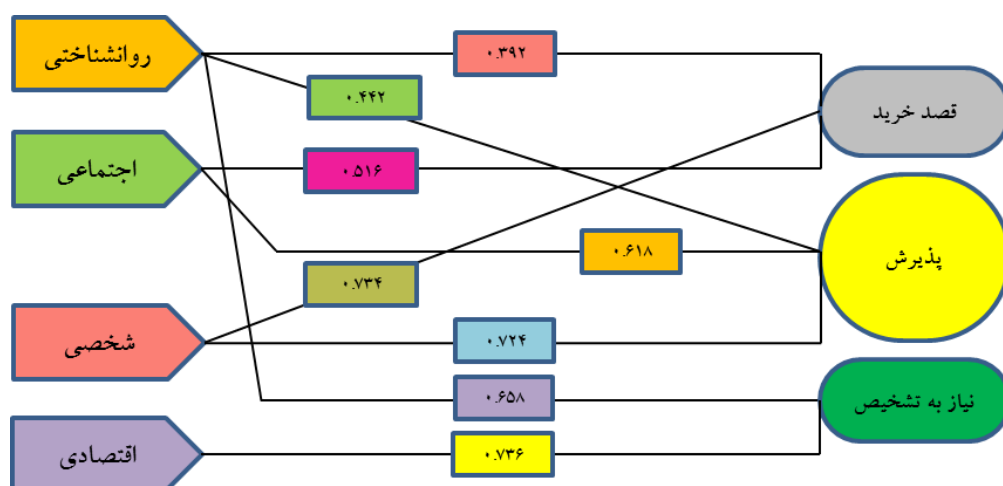 روانشناختی
۰.۳۹۲
قصد خرید
۰.۴۴۲
اجتماعی
۰.۵۱۶
۰.۶۱۸
پذیرش
۰.۷۳۴
شخصی
۰.۷۲۴
۰.۶۵۸
نیاز به تشخیص
اقتصادی
۰.۷۳۶